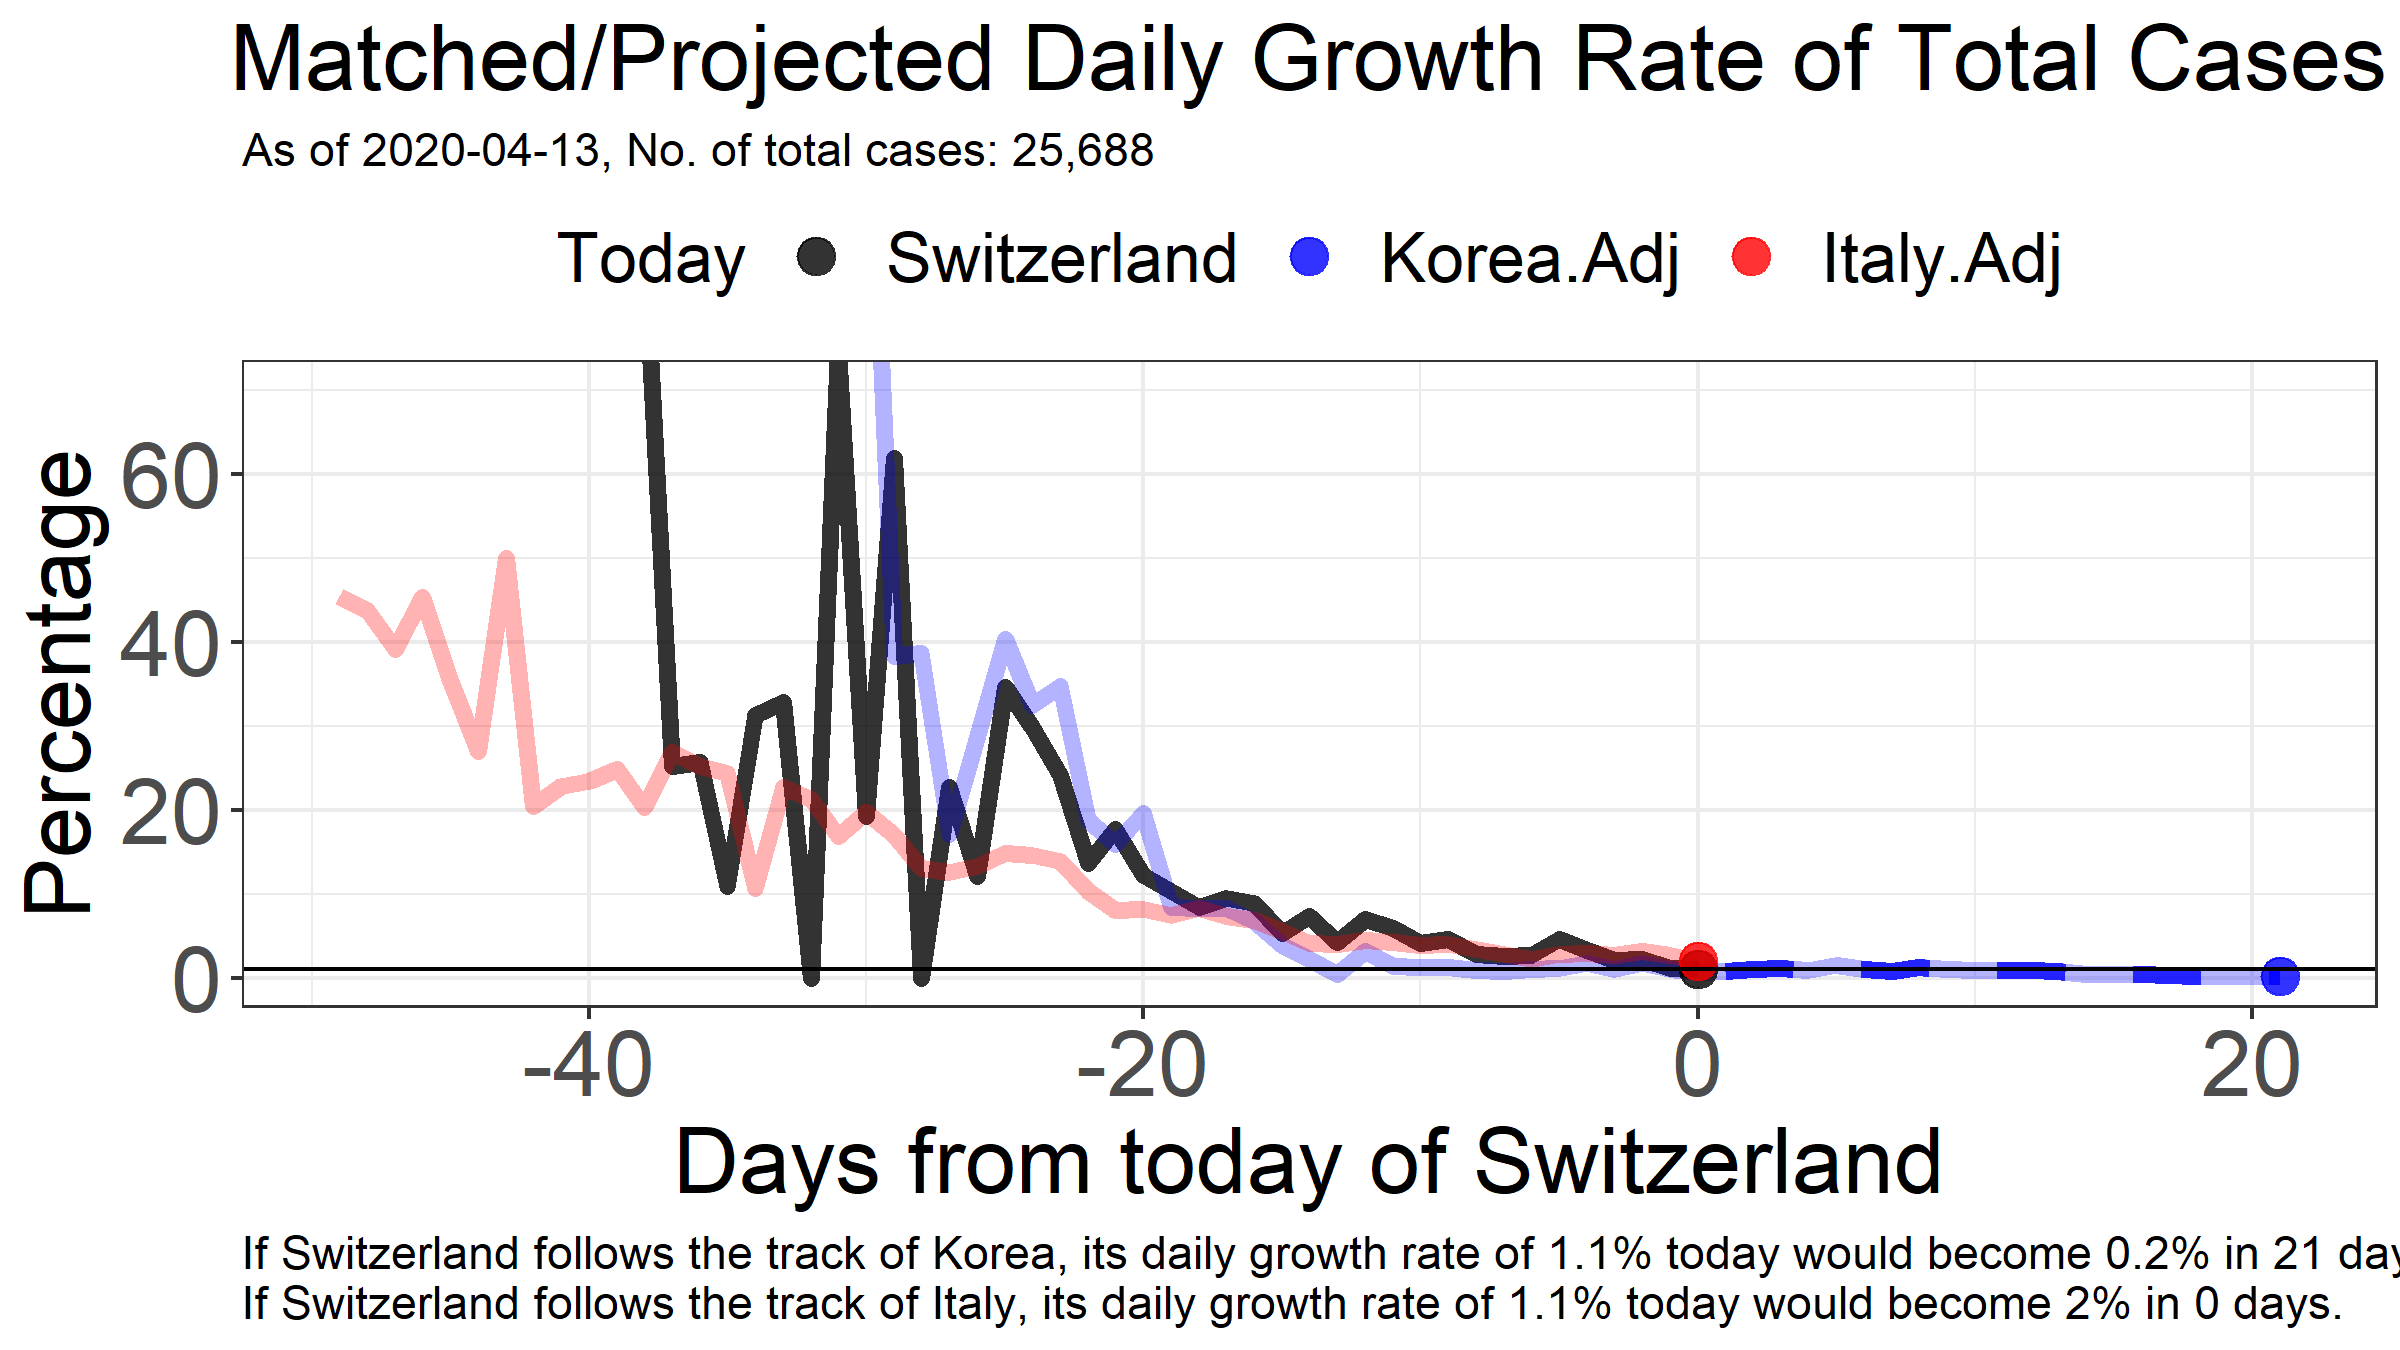 Matched/Projected Daily Growth Rate of Total Cases
As of 2020-04-13, No. of total cases: 25,688
Today Switzerland Korea.Adj Italy.Adj
Percentage
60
40
20
0
-40 -20 0 20
Days from today of Switzerland
If Switzerland follows the track of Korea, its daily growth rate of 1.1% today would become 0.2% in 21 day
If Switzerland follows the track of Italy, its daily growth rate of 1.1% today would become 2% in 0 days.